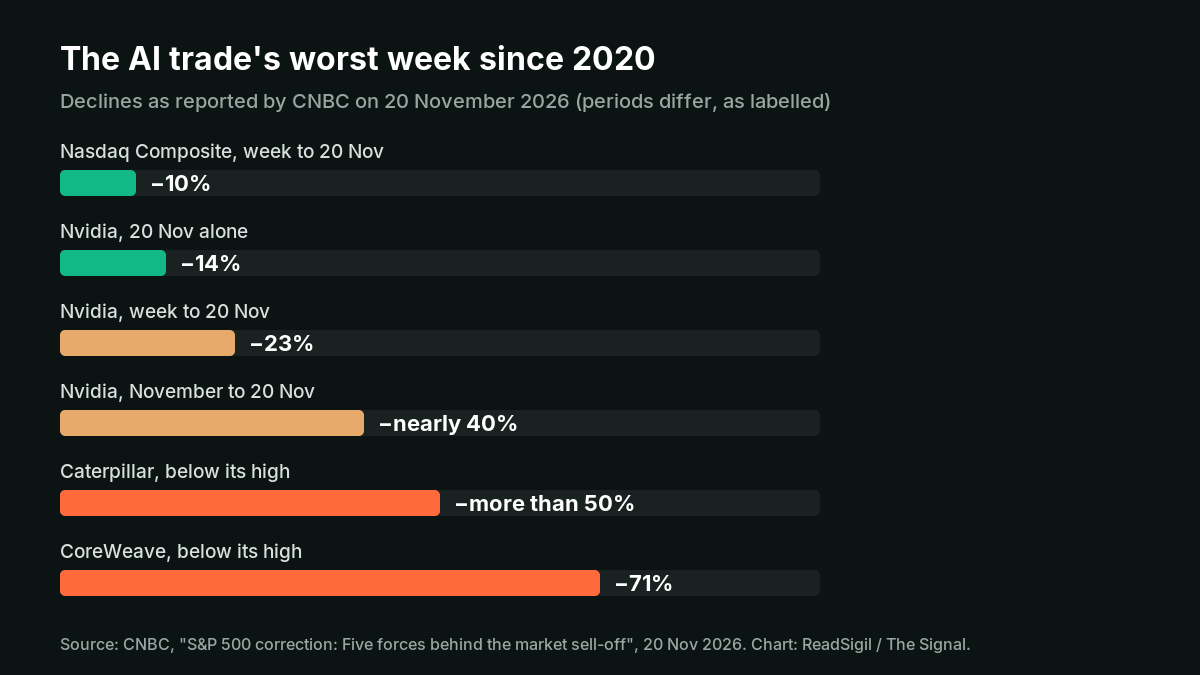 The AI trade's worst week since 2020
Declines as reported by CNBC on 20 November 2026 (periods differ, as labelled)
Nasdaq Composite, week to 20 Nov
−10%
Nvidia, 20 Nov alone
−14%
Nvidia, week to 20 Nov
−23%
Nvidia, November to 20 Nov
−nearly 40%
Caterpillar, below its high
−more than 50%
CoreWeave, below its high
−71%
Source: CNBC, "S&P 500 correction: Five forces behind the market sell-off", 20 Nov 2026. Chart: ReadSigil / The Signal.